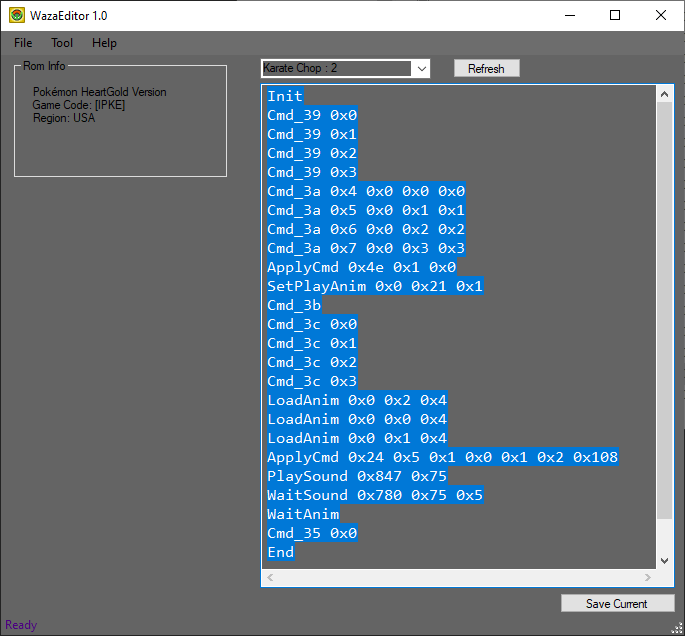 WazaEditor 1.0
File Tool Help
Rom Info
Pokémon HeartGold Version
Game Code: [IPKE]
Region: USA
Karate Chop : 2
Refresh
Init
Cmd_39 0x0
Cmd_39 0x1
Cmd_39 0x2
Cmd_39 0x3
Cmd_3a 0x4 0x0 0x0 0x0
Cmd_3a 0x5 0x0 0x1 0x1
Cmd_3a 0x6 0x0 0x2 0x2
Cmd_3a 0x7 0x0 0x3 0x3
ApplyCmd 0x4e 0x1 0x0
SetPlayAnim 0x0 0x21 0x1
Cmd_3b
Cmd_3c 0x0
Cmd_3c 0x1
Cmd_3c 0x2
Cmd_3c 0x3
LoadAnim 0x0 0x2 0x4
LoadAnim 0x0 0x0 0x4
LoadAnim 0x0 0x1 0x4
ApplyCmd 0x24 0x5 0x1 0x0 0x1 0x2 0x108
PlaySound 0x847 0x75
WaitSound 0x780 0x75 0x5
WaitAnim
Cmd_35 0x0
End
Save Current
Ready